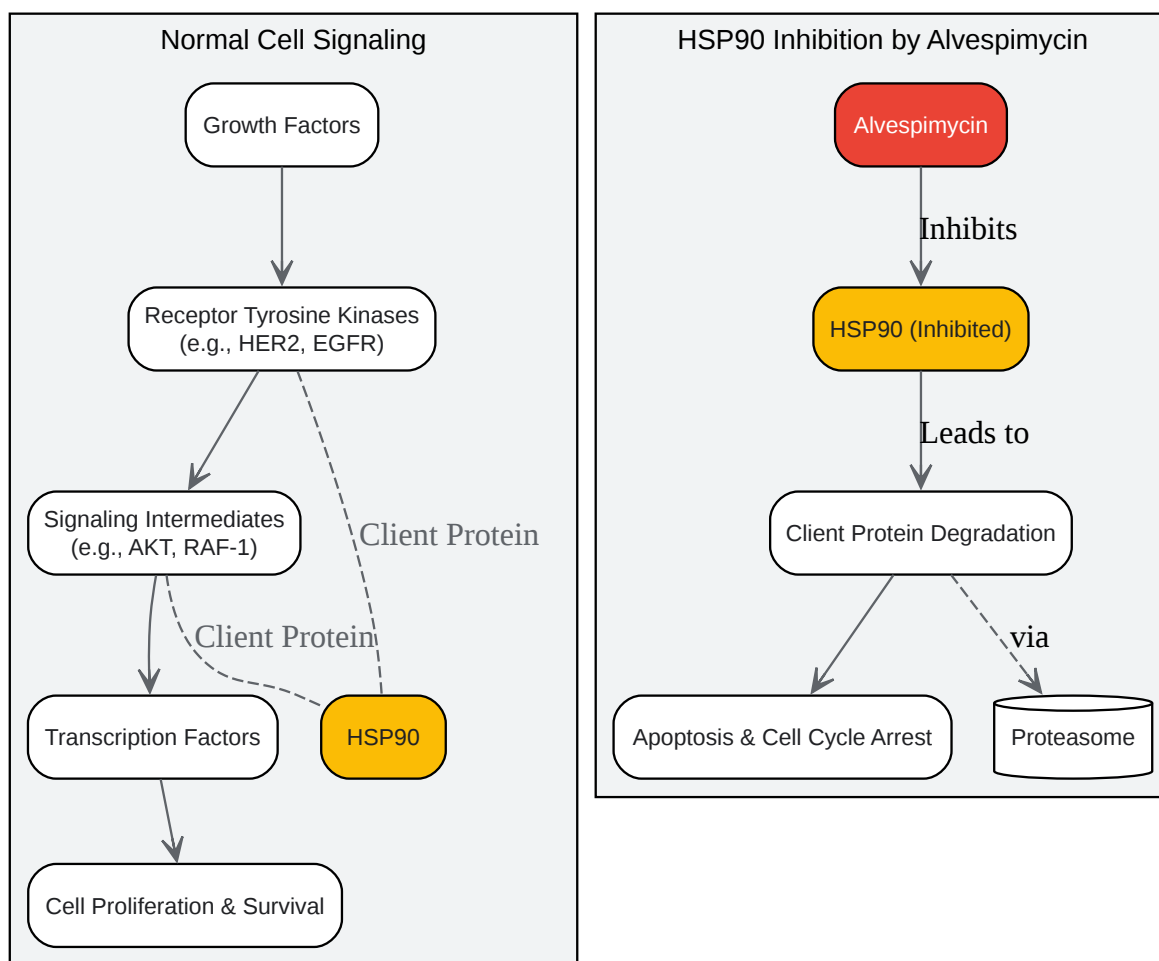 Normal Cell Signaling
Growth Factors
Receptor Tyrosine Kinases
(e.g., HER2, EGFR)
Signaling Intermediates
(e.g., AKT, RAF-1)
Client Protein
Client Protein
Transcription Factors
HSP90
Cell Proliferation & Survival
HSP90 Inhibition by Alvespimycin
Alvespimycin
Inhibits
HSP90 (Inhibited)
Leads to
Client Protein Degradation
via
Apoptosis & Cell Cycle Arrest
Proteasome